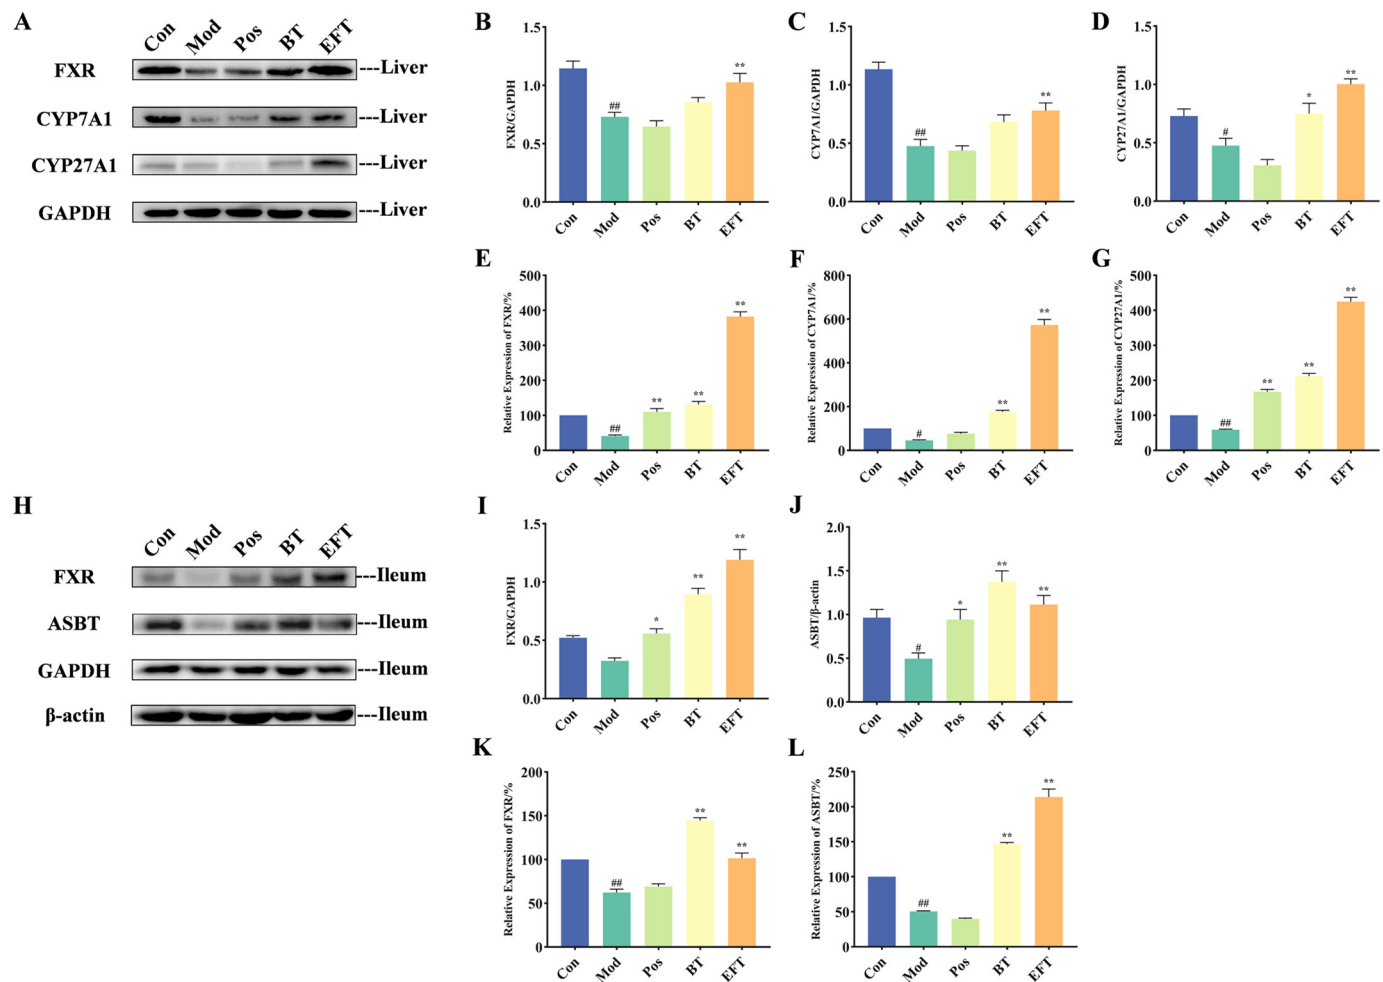 A
Con Mod Pos BT EFT
FXR ---Liver
CYP7A1 ---Liver
CYP27A1 ---Liver
GAPDH ---Liver
B
FXR/GAPDH
1.5
1.0
0.5
0.0
## **
Con Mod Pos BT EFT
C
CYP7A1/GAPDH
1.5
1.0
0.5
0.0
## **
Con Mod Pos BT EFT
D
CYP27A1/GAPDH
1.5
1.0
0.5
0.0
# * **
Con Mod Pos BT EFT
E
Relative Expression of FXR/%
500
400
300
200
100
0
## ** ** **
Con Mod Pos BT EFT
F
Relative Expression of CYP7A1/%
800
600
400
200
0
# ** **
Con Mod Pos BT EFT
G
Relative Expression of CYP27A1/%
500
400
300
200
100
0
## ** ** **
Con Mod Pos BT EFT
H
Con Mod Pos BT EFT
FXR ---Ileum
ASBT ---Ileum
GAPDH ---Ileum
β-actin ---Ileum
I
FXR/GAPDH
1.5
1.0
0.5
0.0
* ** **
Con Mod Pos BT EFT
J
ASBT/β-actin
2.0
1.5
1.0
0.5
0.0
# * ** **
Con Mod Pos BT EFT
K
Relative Expression of FXR/%
200
150
100
50
0
## ** **
Con Mod Pos BT EFT
L
Relative Expression of ASBT/%
250
200
150
100
50
0
## ** **
Con Mod Pos BT EFT